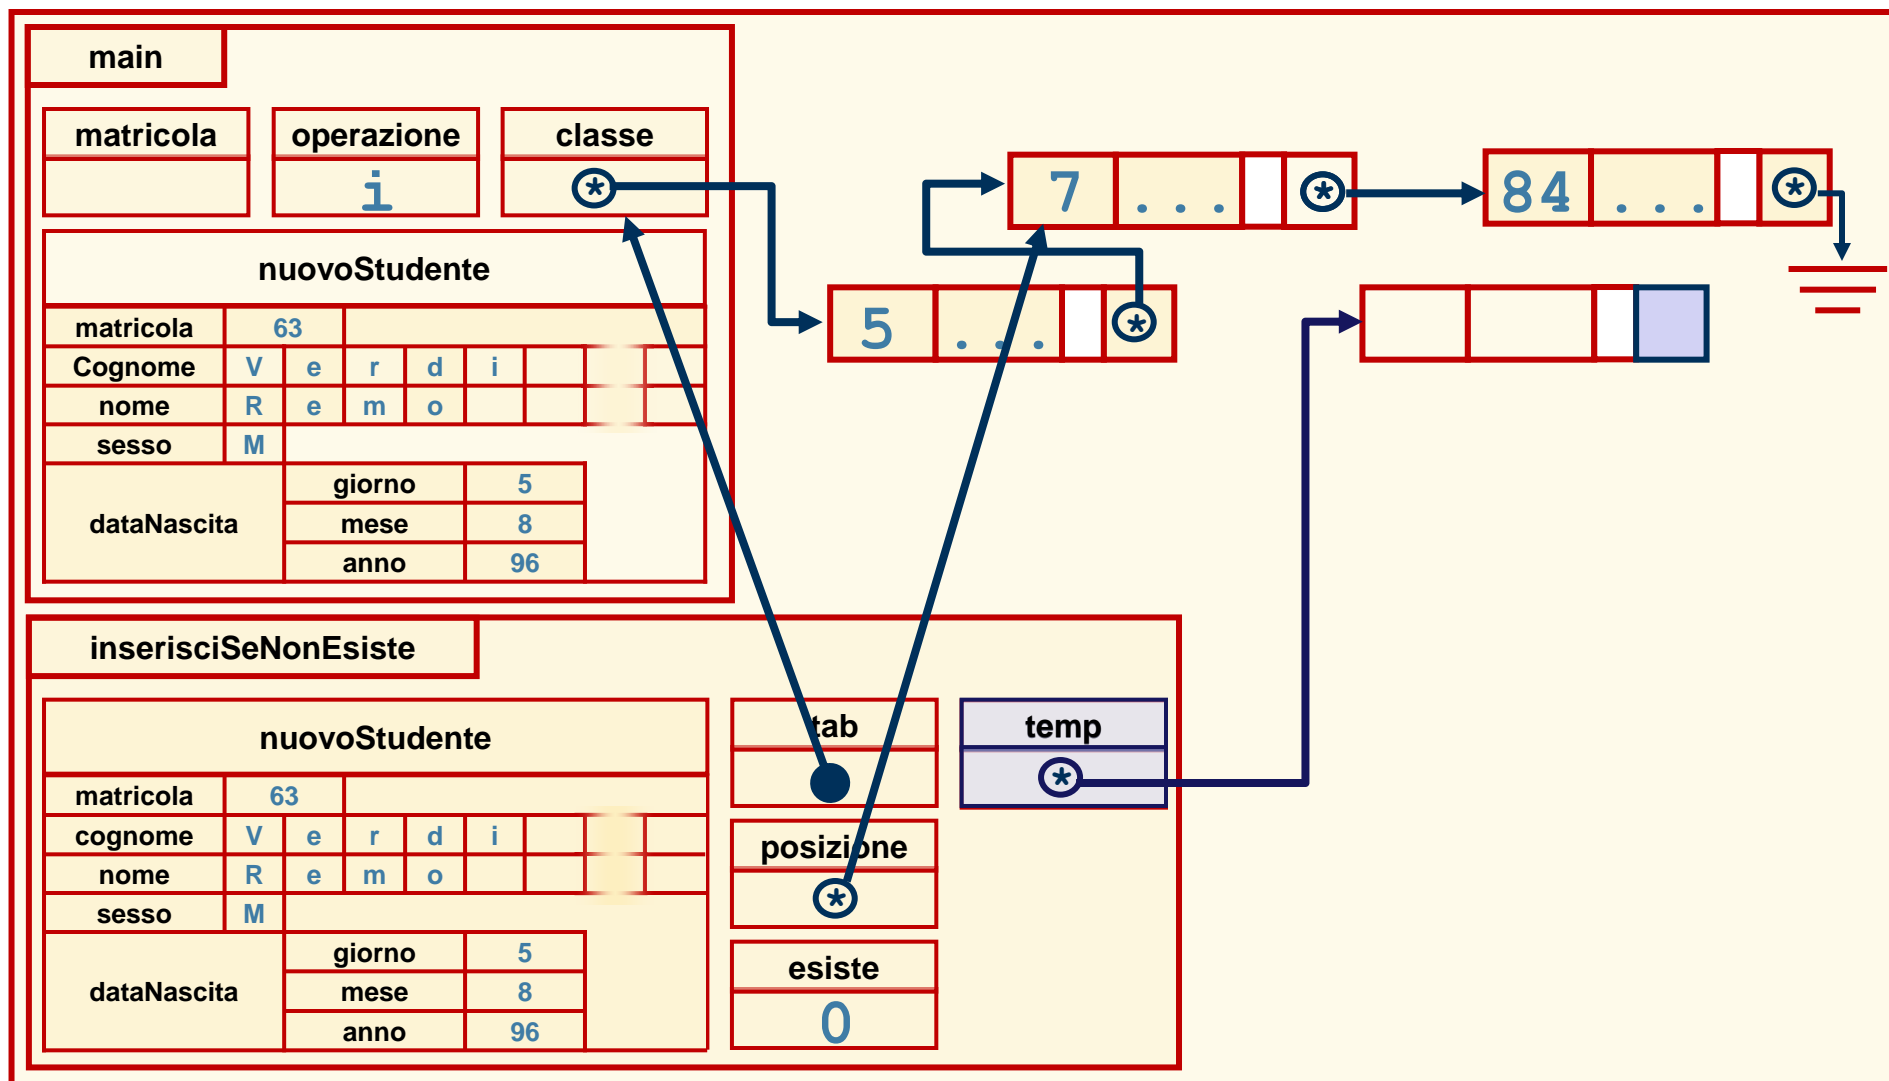 main
matricola operazione classe
i *
7 . . . * 84 . . . *
nuovoStudente
5 . . . *
matricola 63
Cognome V e r d i
nome R e m o
sesso M
dataNascita giorno 5
mese 8
anno 96
inserisciSeNonEsiste
nuovoStudente
tab temp
*
matricola 63
cognome V e r d i
nome R e m o
sesso M
dataNascita giorno 5
mese 8
anno 96
posizione
*
esiste
0